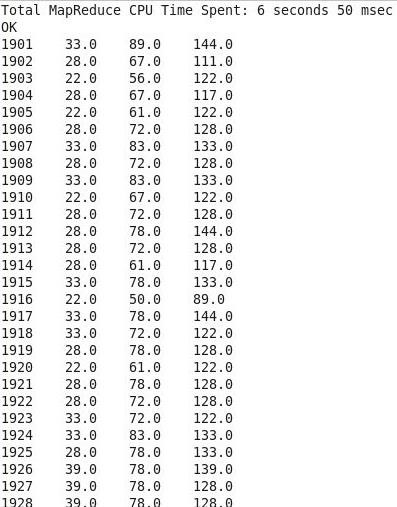 Total MapReduce CPU Time Spent: 6 seconds 50 msec
OK
1901 33.0 89.0 144.0
1902 28.0 67.0 111.0
1903 22.0 56.0 122.0
1904 28.0 67.0 117.0
1905 22.0 61.0 122.0
1906 28.0 72.0 128.0
1907 33.0 83.0 133.0
1908 28.0 72.0 128.0
1909 33.0 83.0 133.0
1910 22.0 67.0 122.0
1911 28.0 72.0 128.0
1912 28.0 78.0 144.0
1913 28.0 72.0 128.0
1914 28.0 61.0 117.0
1915 33.0 78.0 133.0
1916 22.0 50.0 89.0
1917 33.0 78.0 144.0
1918 33.0 72.0 122.0
1919 28.0 78.0 128.0
1920 22.0 61.0 122.0
1921 28.0 78.0 128.0
1922 28.0 72.0 128.0
1923 33.0 72.0 122.0
1924 33.0 83.0 133.0
1925 28.0 78.0 133.0
1926 39.0 78.0 139.0
1927 39.0 78.0 128.0
1928 39.0 78.0 128.0